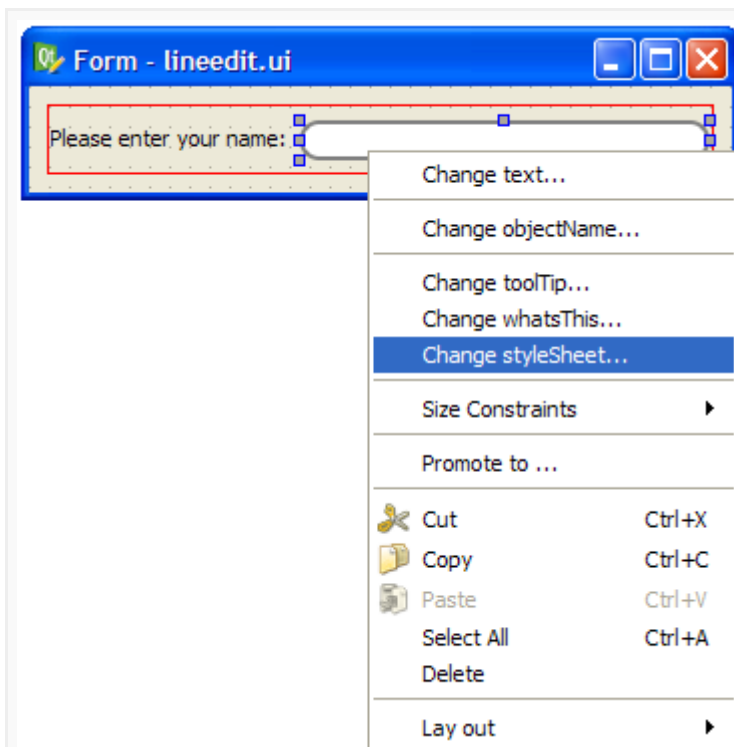 Qt Form - lineedit.ui
Please enter your name:
Change text...
Change objectName...
Change toolTip...
Change whatsThis...
Change styleSheet...
Size Constraints
Promote to ...
Cut Ctrl+X
Copy Ctrl+C
Paste Ctrl+V
Select All Ctrl+A
Delete
Lay out